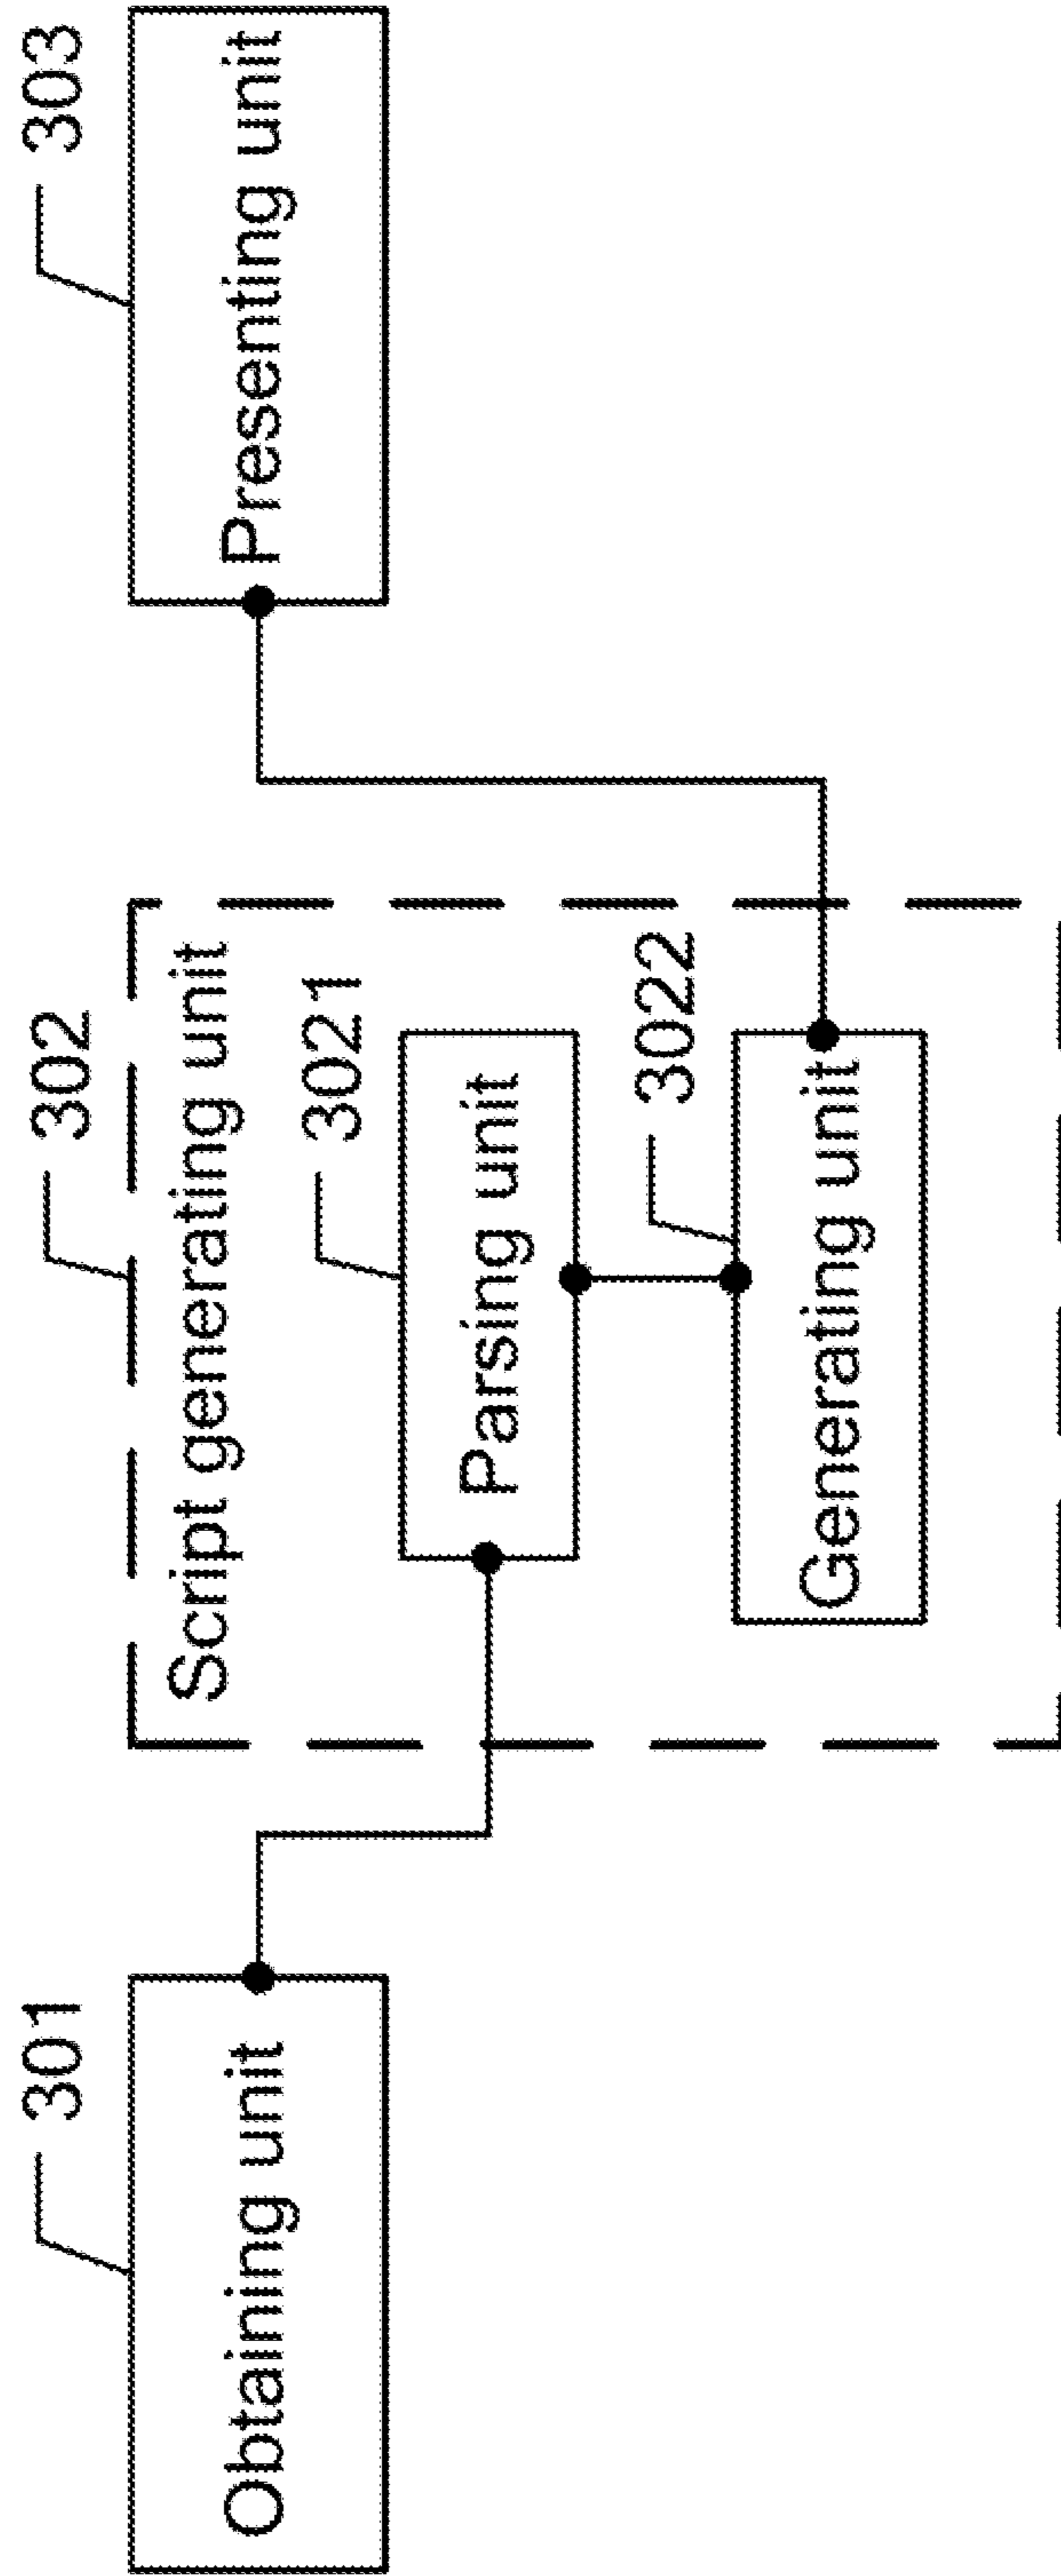 301
Obtaining unit
302
Script generating unit
3021
Parsing unit
3022
Generating unit
303
Presenting unit